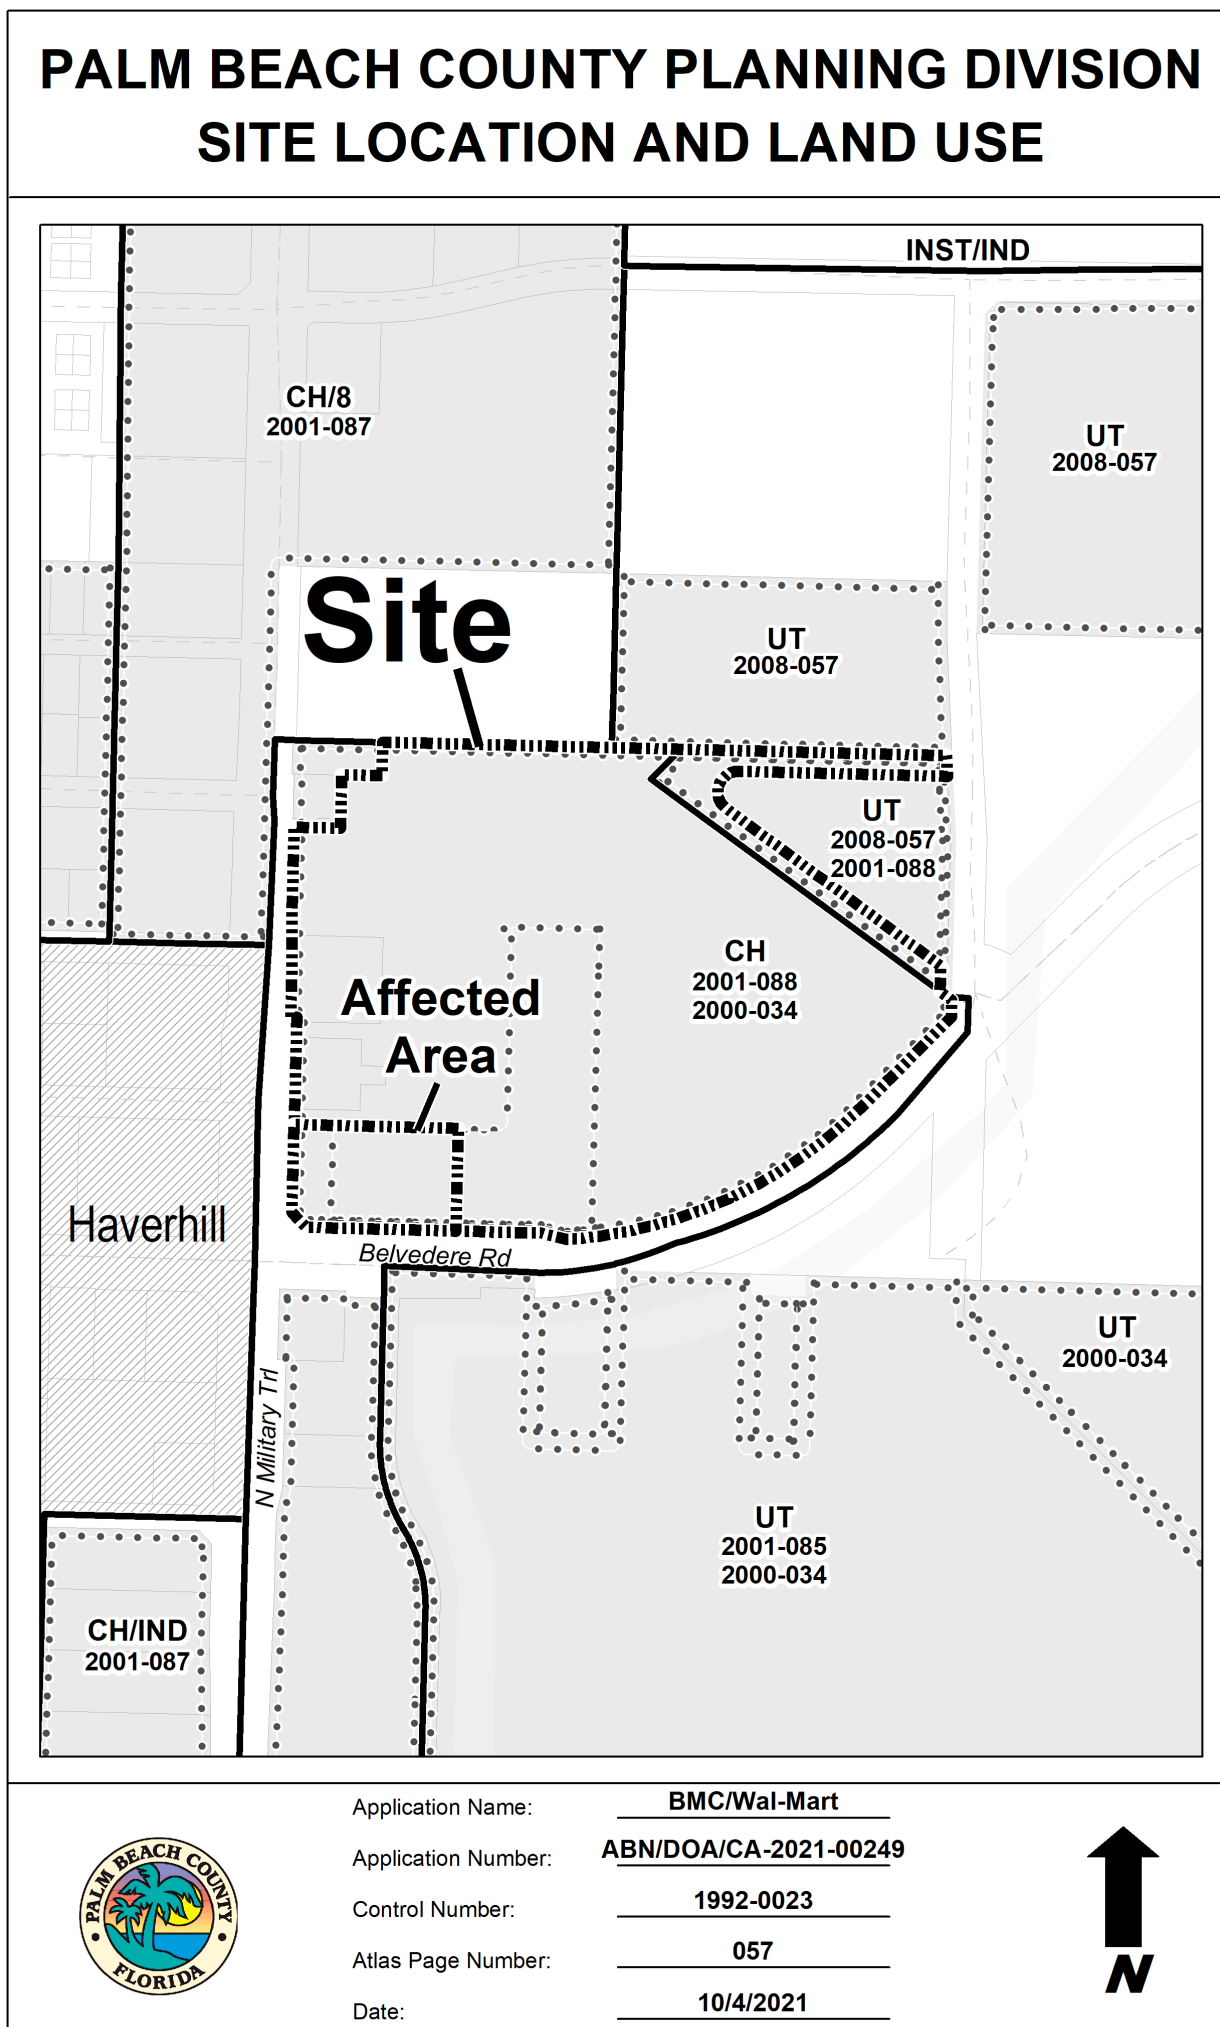 PALM BEACH COUNTY PLANNING DIVISION
SITE LOCATION AND LAND USE
INST/IND
CH/8
2001-087
UT
2008-057
Site
UT
2008-057
UT
2008-057
2001-088
CH
2001-088
2000-034
Affected
Area
Haverhill
Belvedere Rd
UT
2000-034
N Military Trl
UT
2001-085
2000-034
CH/IND
2001-087
Application Name: BMC/Wal-Mart
Application Number: ABN/DOA/CA-2021-00249
Control Number: 1992-0023
Atlas Page Number: 057
Date: 10/4/2021
PALM BEACH COUNTY
FLORIDA
N